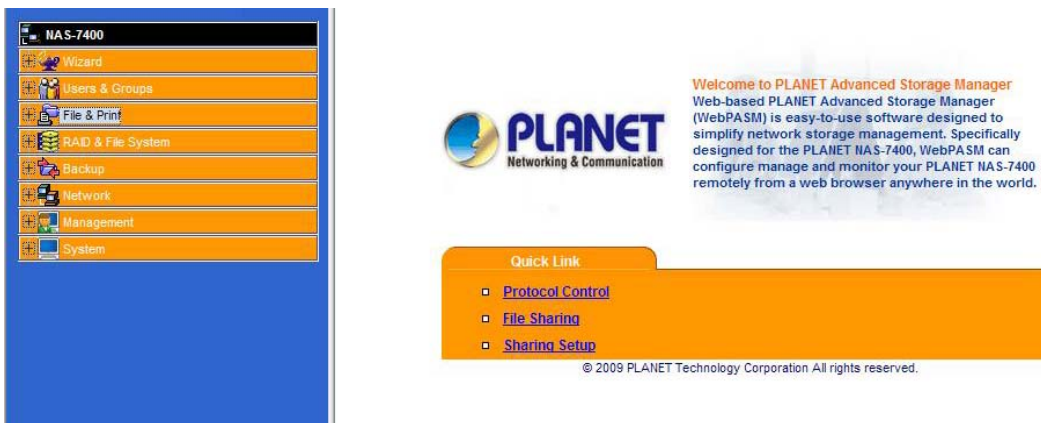 NAS-7400
Wizard
Users & Groups
File & Print
RAID & File System
Backup
Network
Management
System
PLANET
Networking & Communication
Welcome to PLANET Advanced Storage Manager
Web-based PLANET Advanced Storage Manager
(WebPASM) is easy-to-use software designed to
simplify network storage management. Specifically
designed for the PLANET NAS-7400, WebPASM can
configure manage and monitor your PLANET NAS-7400
remotely from a web browser anywhere in the world.
Quick Link
Protocol Control
File Sharing
Sharing Setup
© 2009 PLANET Technology Corporation All rights reserved.